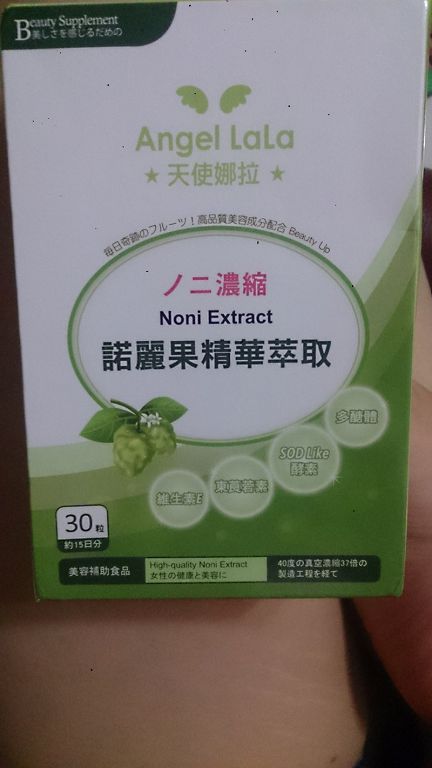 Beauty Supplement
美しさを感じるための
Angel LaLa
★ 天使娜拉 ★
毎日奇跡のフルーツ!高品質美容成分配合 Beauty Up
ノニ濃縮
Noni Extract
諾麗果精華萃取
多醣體
SOD Like
酵素
東莨菪素
維生素E
30粒
約15日分
美容補助食品
High-quality Noni Extract
女性の健康と美容に
40度の真空濃縮37倍の
製造工程を経て